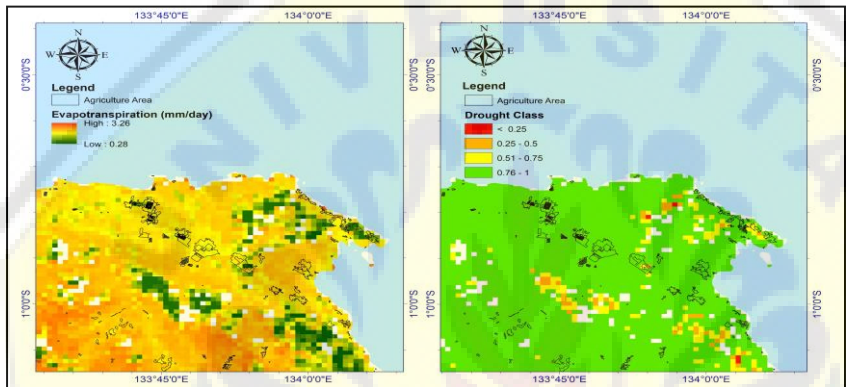 133°45'0"E
134°0'0"E
133°45'0"E
134°0'0"E
0°30'0"S
1°0'0"S
N
W
E
S
Legend
Agriculture Area
Evapotranspiration (mm/day)
High : 3.26
Low : 0.28
N
W
E
S
Legend
Agriculture Area
Drought Class
< 0.25
0.25 - 0.5
0.51 - 0.75
0.76 - 1
0°30'0"S
1°0'0"S
133°45'0"E
134°0'0"E
133°45'0"E
134°0'0"E
UNIVERSITA